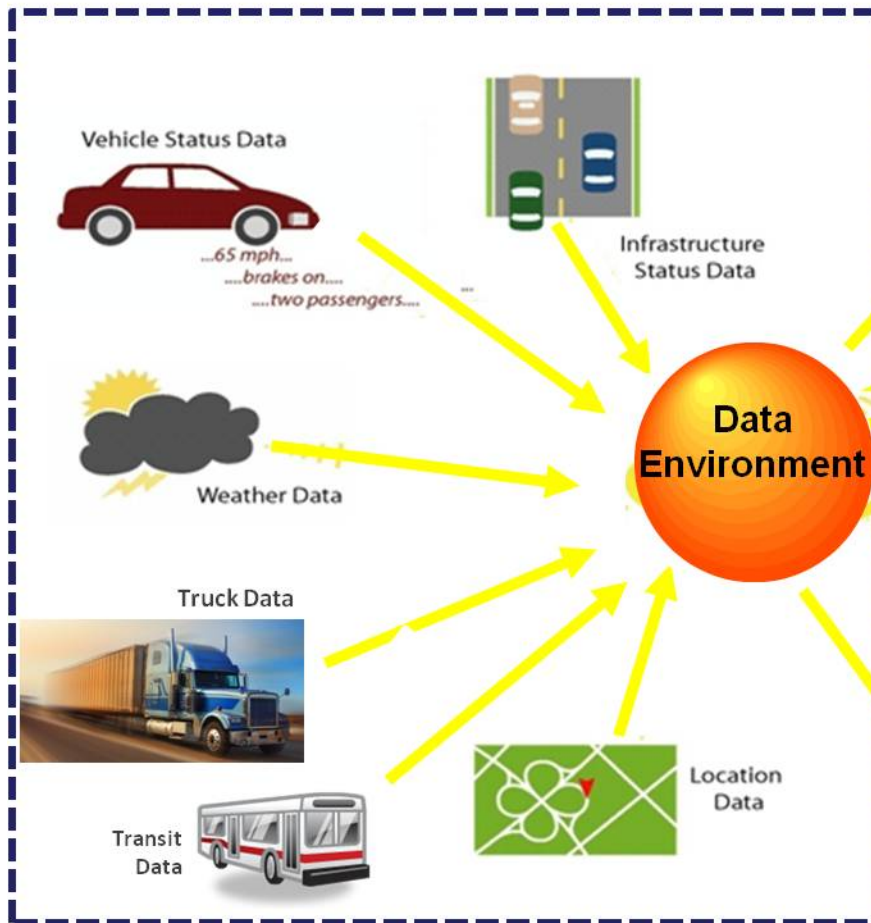 Vehicle Status Data
...65 mph...
....brakes on....
....two passengers....
...
Infrastructure
Status Data
Data
Environment
Weather Data
Truck Data
Transit
Data
Location
Data